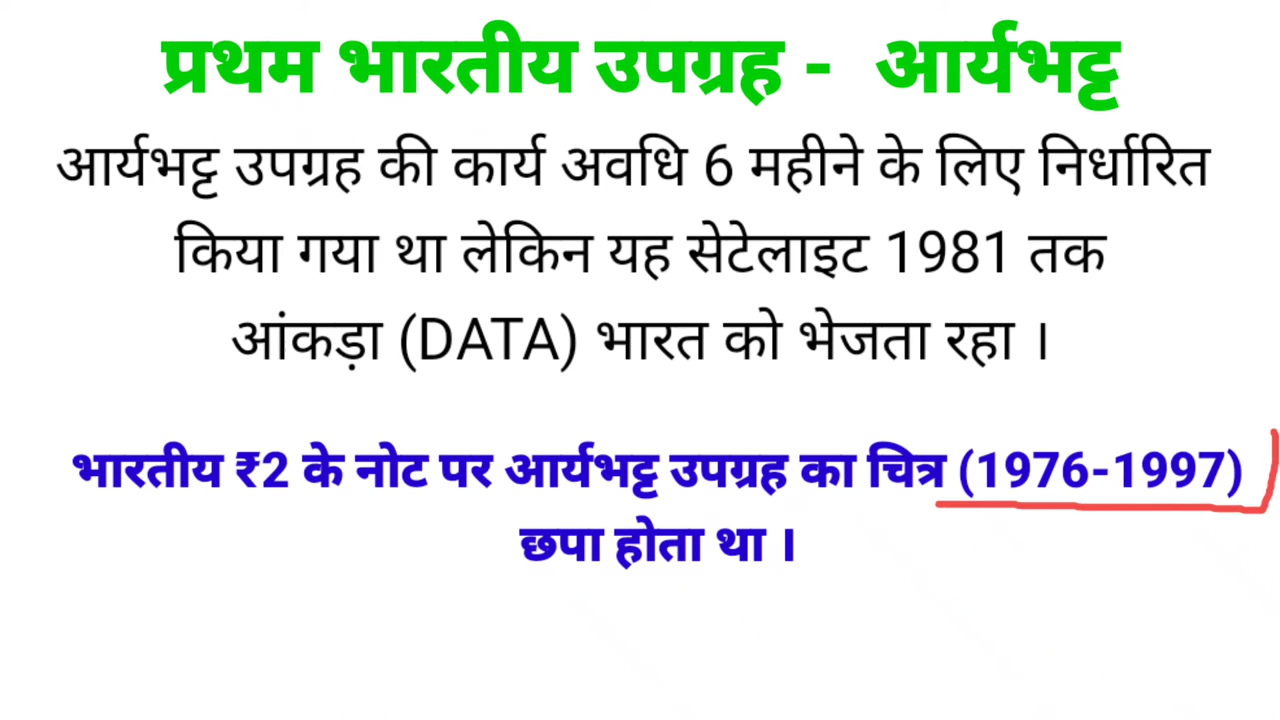 प्रथम भारतीय उपग्रह - आर्यभट्ट
आर्यभट्ट उपग्रह की कार्य अवधि 6 महीने के लिए निर्धारित
किया गया था लेकिन यह सेटेलाइट 1981 तक
आंकड़ा (DATA) भारत को भेजता रहा ।
भारतीय ₹2 के नोट पर आर्यभट्ट उपग्रह का चित्र (1976-1997)
छपा होता था ।